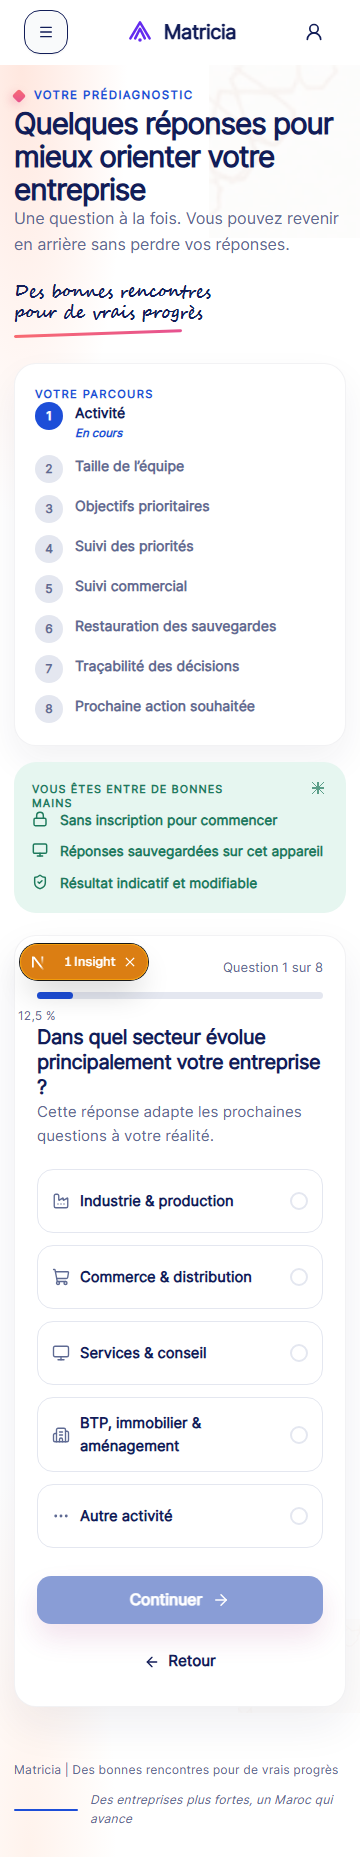 Matricia
VOTRE PRÉDIAGNOSTIC
Quelques réponses pour
mieux orienter votre
entreprise
Une question à la fois. Vous pouvez revenir
en arrière sans perdre vos réponses.
Des bonnes rencontres
pour de vrais progrès
VOTRE PARCOURS
1 Activité
En cours
2 Taille de l’équipe
3 Objectifs prioritaires
4 Suivi des priorités
5 Suivi commercial
6 Restauration des sauvegardes
7 Traçabilité des décisions
8 Prochaine action souhaitée
VOUS ÊTES ENTRE DE BONNES
MAINS
Sans inscription pour commencer
Réponses sauvegardées sur cet appareil
Résultat indicatif et modifiable
N 1 Insight
Question 1 sur 8
12,5 %
Dans quel secteur évolue
principalement votre entreprise
?
Cette réponse adapte les prochaines
questions à votre réalité.
Industrie & production
Commerce & distribution
Services & conseil
BTP, immobilier &
aménagement
Autre activité
Continuer
Retour
Matricia | Des bonnes rencontres pour de vrais progrès
Des entreprises plus fortes, un Maroc qui
avance